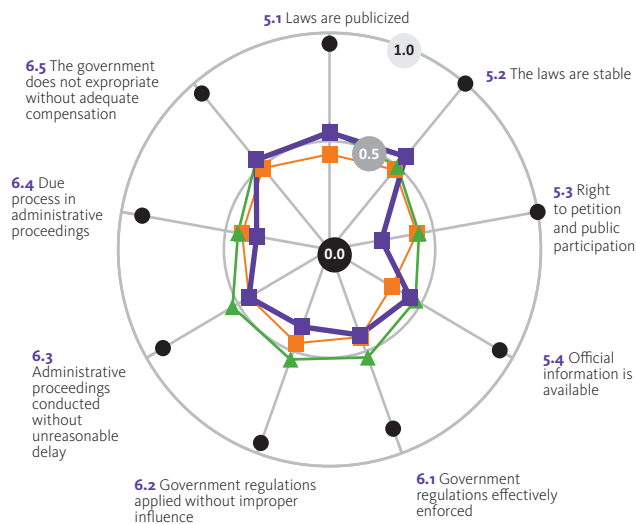 5.1 Laws are publicized
1.0
5.2 The laws are stable
0.5
5.3 Right
to petition
and public
participation
0.0
5.4 Official
information is
available
6.1 Government
regulations effectively
enforced
6.2 Government regulations
applied without improper
influence
6.3
Administrative
proceedings
conducted
without
unreasonable
delay
6.4 Due
process in
administrative
proceedings
6.5 The government
does not expropriate
without adequate
compensation